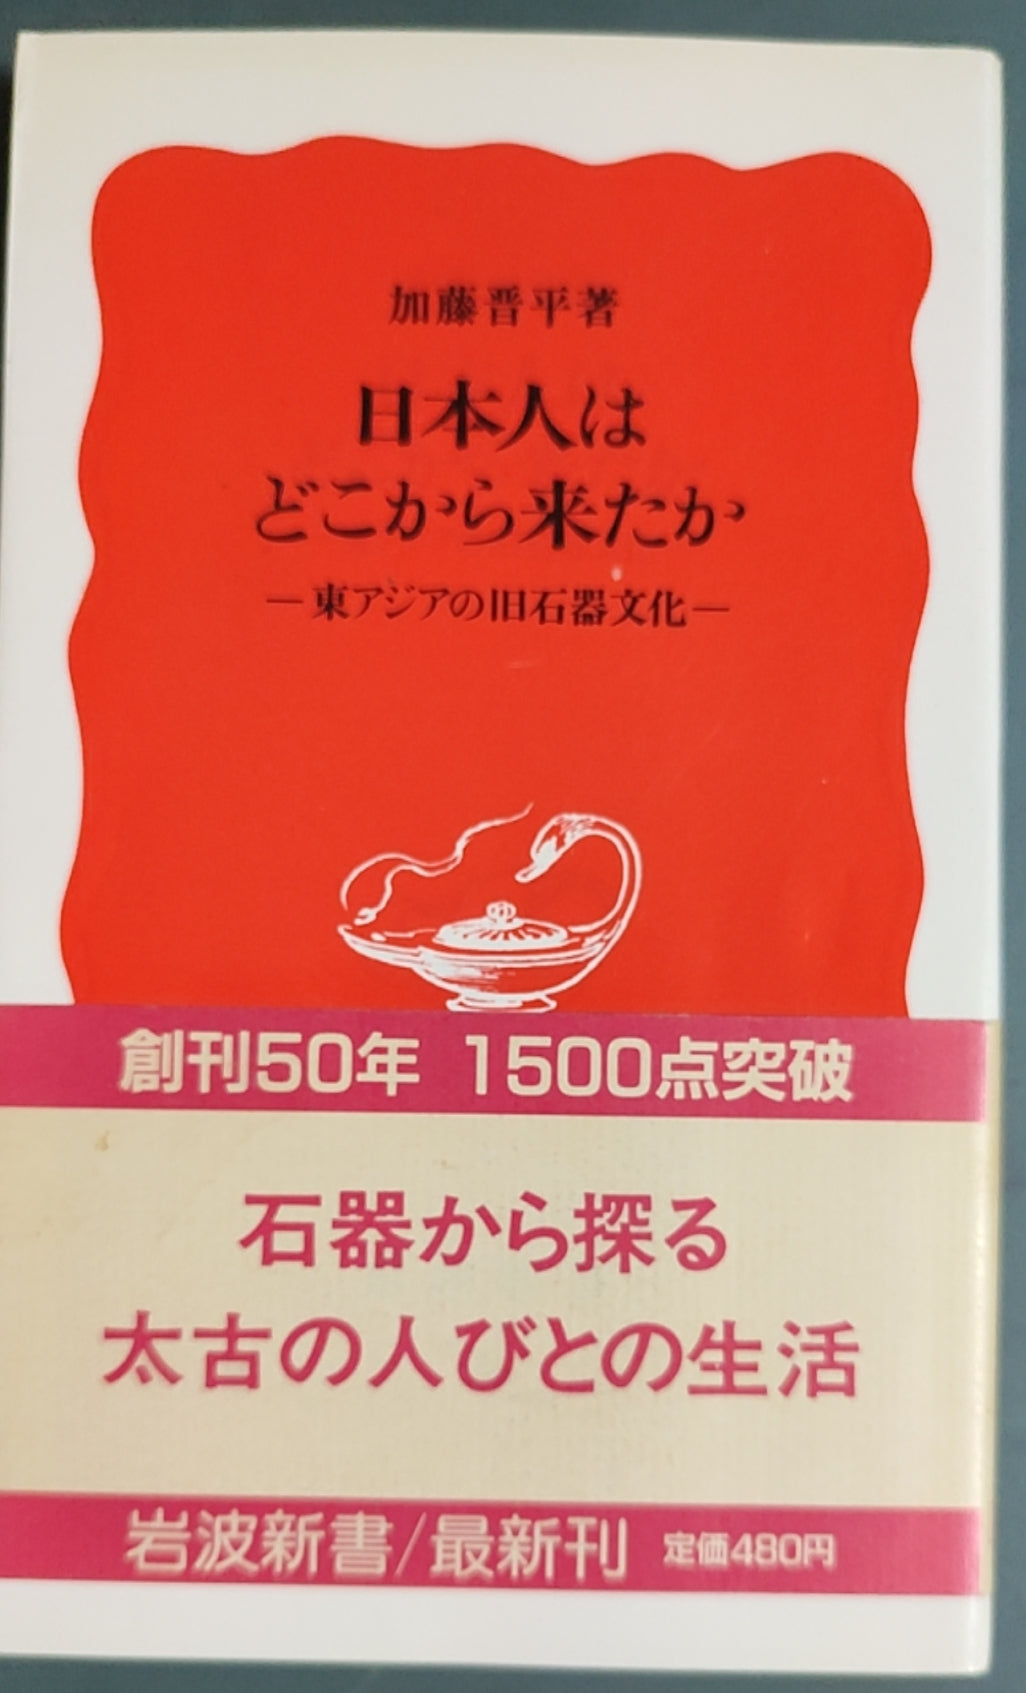 加藤晋平著
日本人は
どこから来たか
―東アジアの旧石器文化―
創刊50年 1500点突破
石器から探る
太古の人びとの生活
岩波新書/最新刊 定価480円